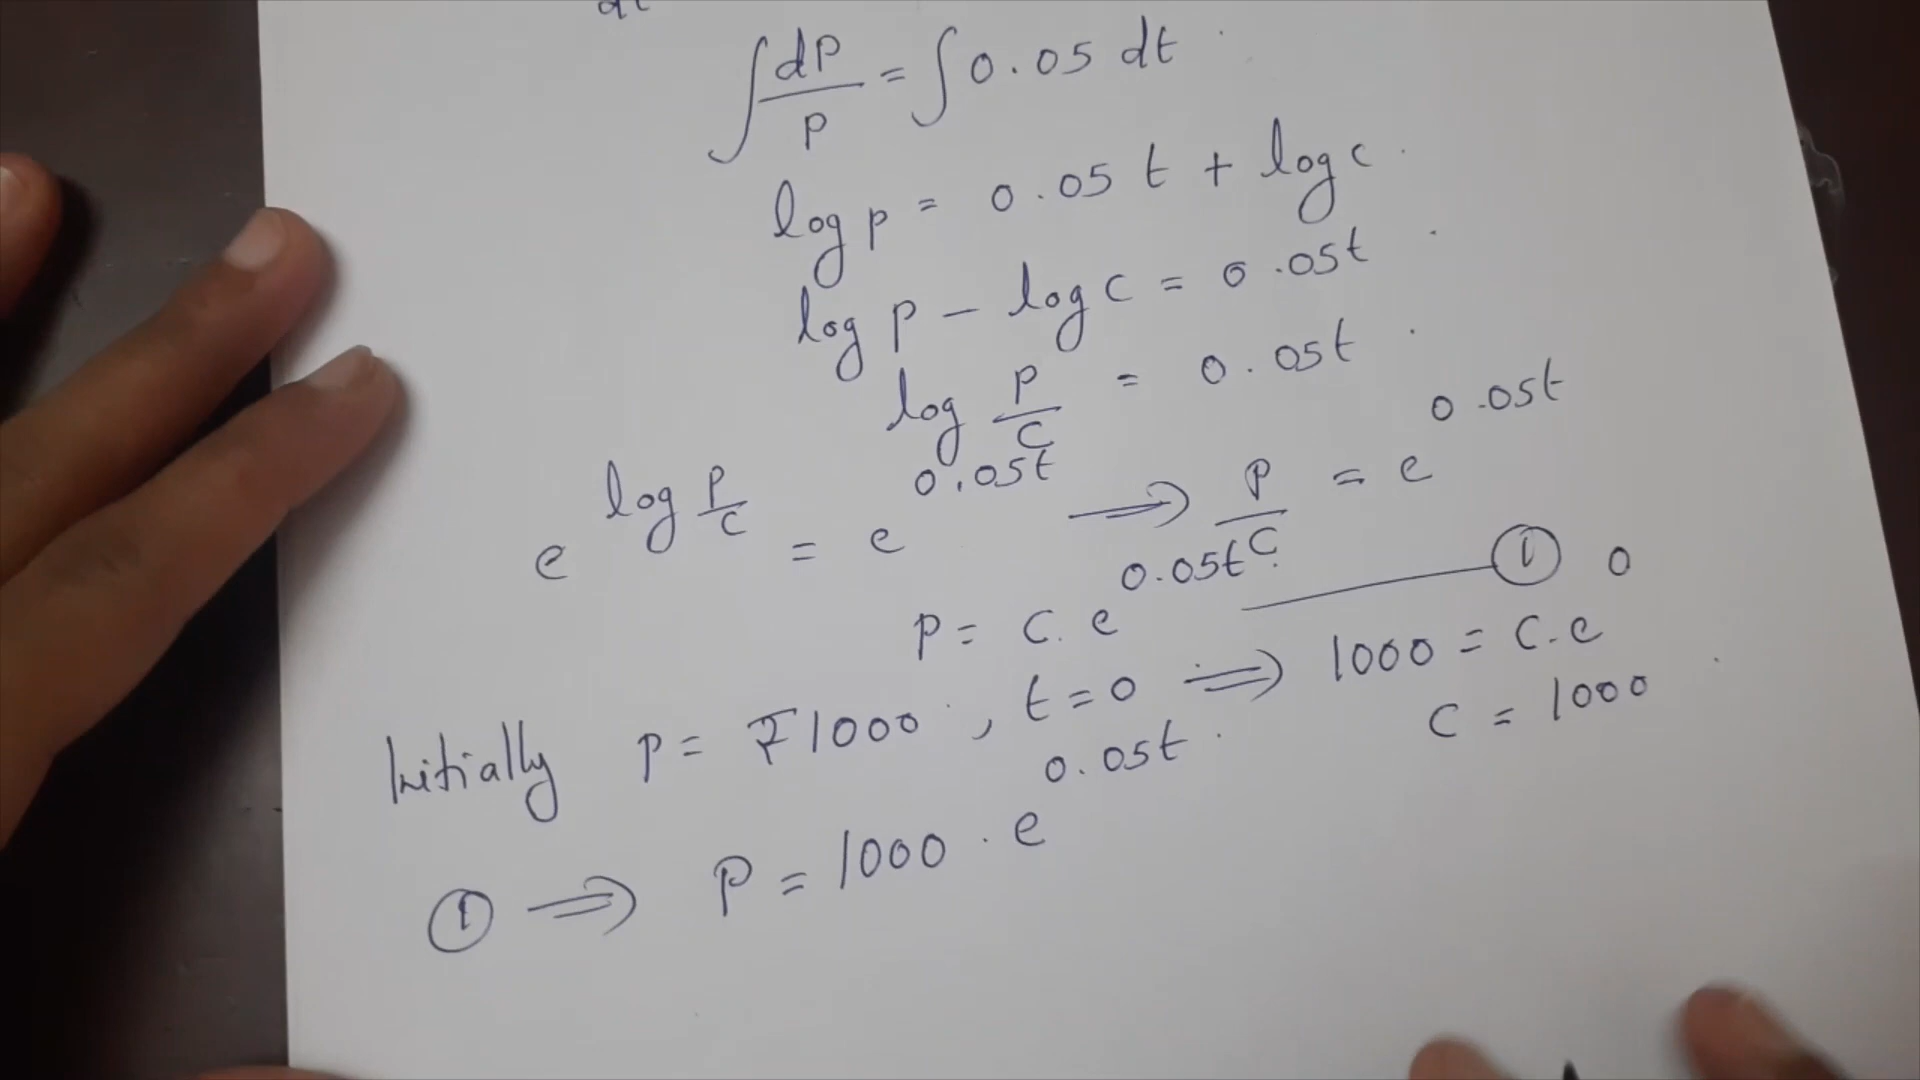 ∫ dP/P = ∫ 0.05 dt
log P = 0.05 t + log c
log P - log c = 0.05t
log P/C = 0.05t
e^(log P/C) = e^(0.05t) ⟹ P/C = e^(0.05t)
P = C. e^(0.05t) ——— ①
Initially P = ₹1000, t=0 ⟹ 1000 = C.e^0
C = 1000
① ⟹ P = 1000 . e^(0.05t)